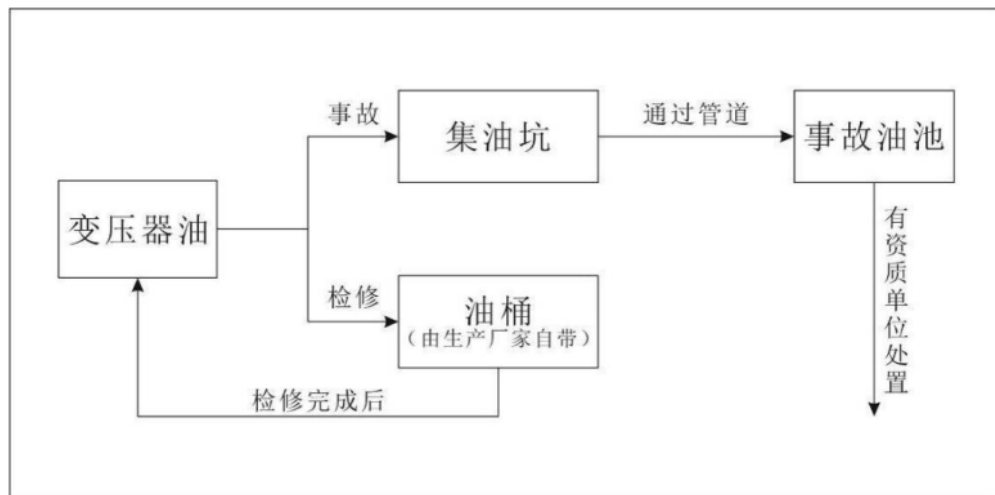 事故
集油坑
通过管道
事故油池
变压器油
有资质单位处置
检修
油桶
（由生产厂家自带）
检修完成后